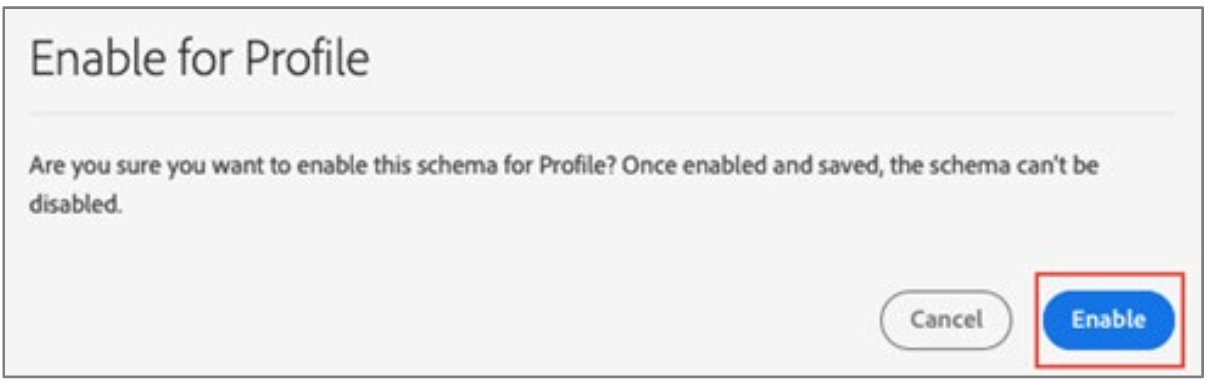 Enable for Profile
Are you sure you want to enable this schema for Profile? Once enabled and saved, the schema can't be
disabled.
Cancel
Enable